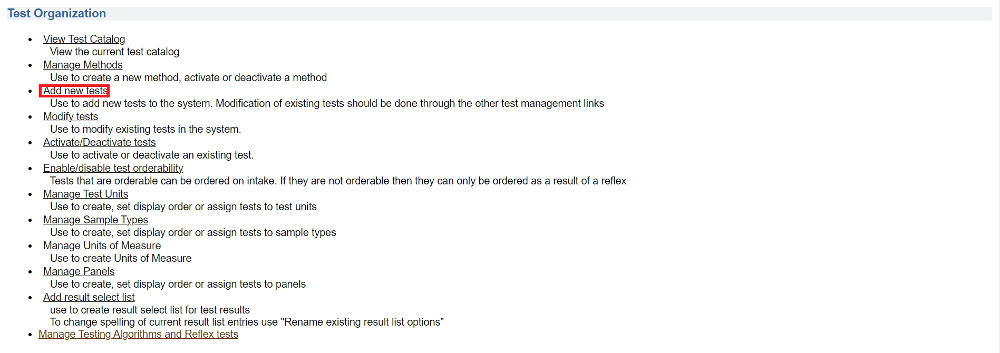 Test Organization
View Test Catalog
View the current test catalog
Manage Methods
Use to create a new method, activate or deactivate a method
Add new tests
Use to add new tests to the system. Modification of existing tests should be done through the other test management links
Modify tests
Use to modify existing tests in the system.
Activate/Deactivate tests
Use to activate or deactivate an existing test.
Enable/disable test orderability
Tests that are orderable can be ordered on intake. If they are not orderable then they can only be ordered as a result of a reflex
Manage Test Units
Use to create, set display order or assign tests to test units
Manage Sample Types
Use to create, set display order or assign tests to sample types
Manage Units of Measure
Use to create Units of Measure
Manage Panels
Use to create, set display order or assign tests to panels
Add result select list
use to create result select list for test results
To change spelling of current result list entries use "Rename existing result list options"
Manage Testing Algorithms and Reflex tests